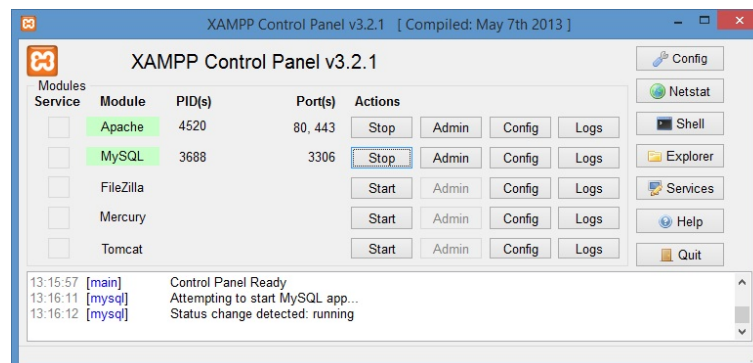 XAMPP Control Panel v3.2.1 [ Compiled: May 7th 2013 ]
XAMPP Control Panel v3.2.1
Config
Modules
Netstat
Service Module PID(s) Port(s) Actions
Apache 4520 80, 443 Stop Admin Config Logs
Shell
MySQL 3688 3306 Stop Admin Config Logs
Explorer
FileZilla Start Admin Config Logs
Services
Mercury Start Admin Config Logs
Help
Tomcat Start Admin Config Logs
Quit
13:15:57 [main] Control Panel Ready
13:16:11 [mysql] Attempting to start MySQL app...
13:16:12 [mysql] Status change detected: running